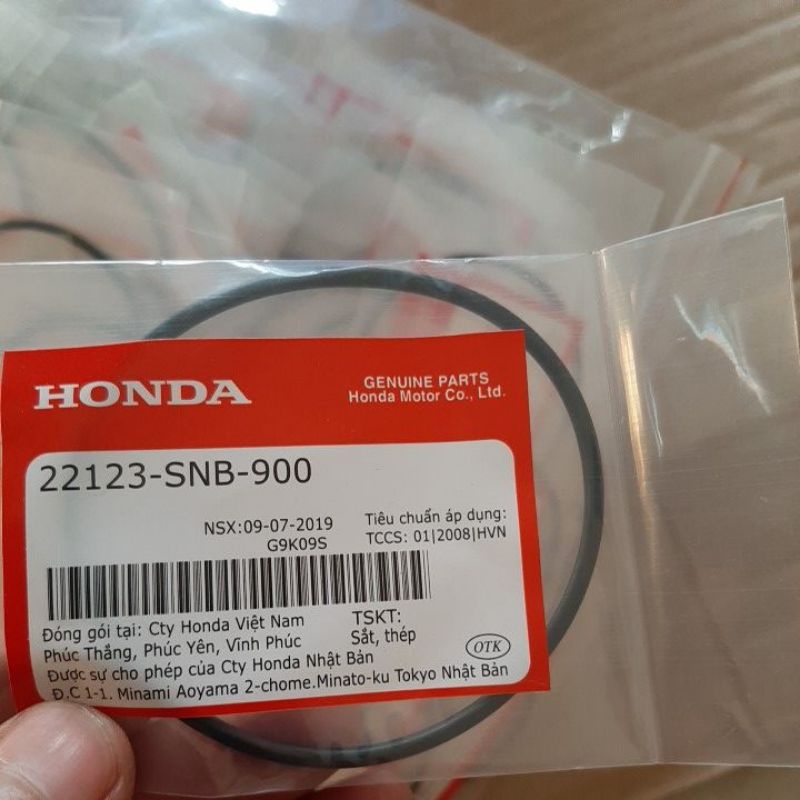 HONDA
GENUINE PARTS
Honda Motor Co., Ltd.
22123-SNB-900
NSX:09-07-2019
G9K09S
Tiêu chuẩn áp dụng:
TCCS: 01|2008|HVN
Đóng gói tại: Cty Honda Việt Nam
Phúc Thắng, Phúc Yên, Vĩnh Phúc
TSKT:
Sắt, thép
Được sự cho phép của Cty Honda Nhật Bản
Đ.C 1-1. Minami Aoyama 2-chome.Minato-ku Tokyo Nhật Bản
OTK